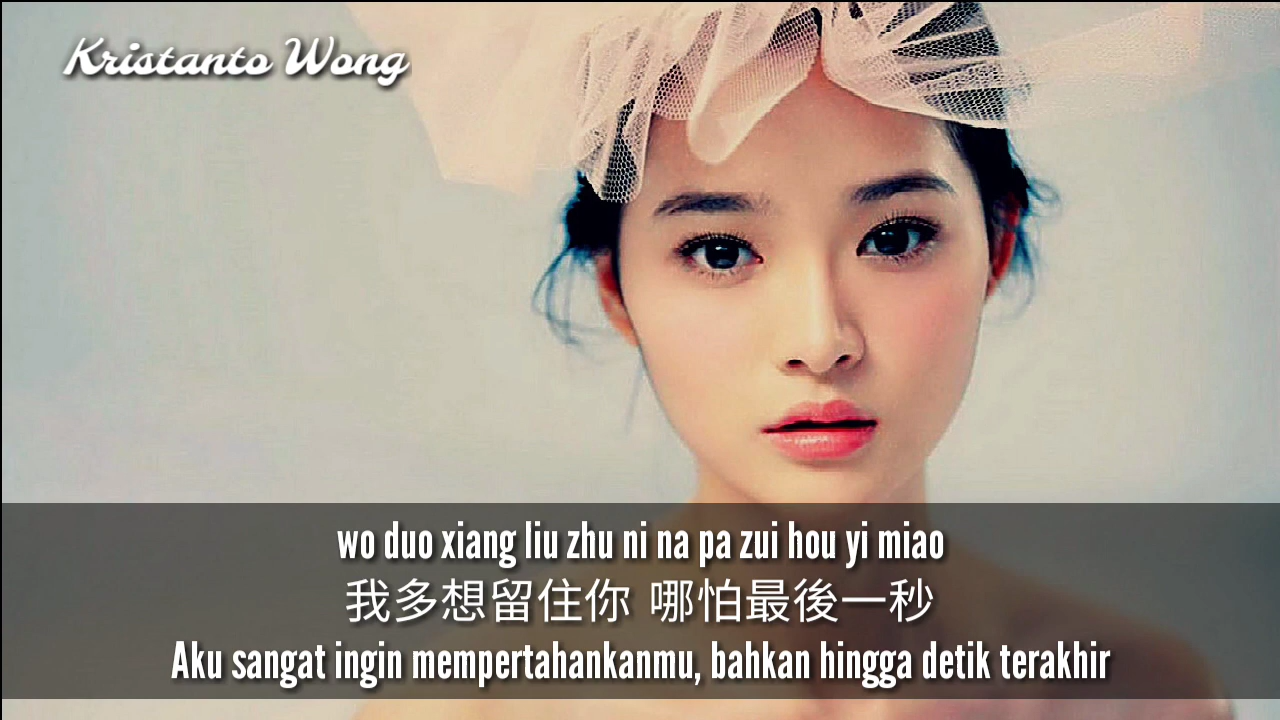 Kristanto Wong
wo duo xiang liu zhu ni na pa zui hou yi miao
我多想留住你 哪怕最後一秒
Aku sangat ingin mempertahankanmu, bahkan hingga detik terakhir